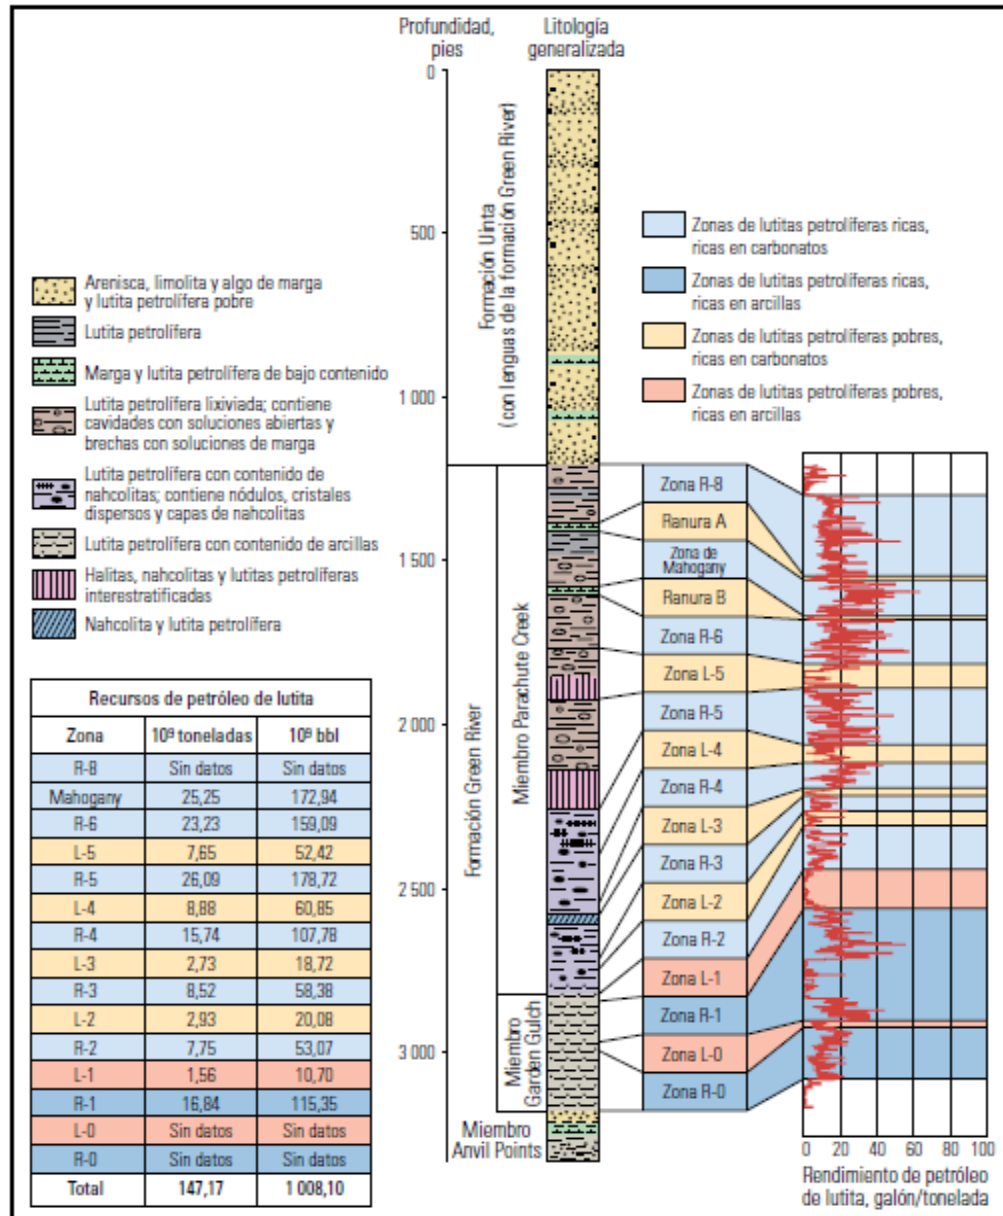 Profundidad,
pies
Litología
generalizada
0
500
1 000
1 500
2 000
2 500
3 000
Formación Uinta
(con lenguas de la formación Green River)
Formación Green River
Miembro Parachute Creek
Miembro
Garden Gulch
Miembro
Anvil Points
Arenisca, limolita y algo de marga
y lutita petrolífera pobre
Lutita petrolífera
Marga y lutita petrolífera de bajo contenido
Lutita petrolífera lixiviada; contiene
cavidades con soluciones abiertas y
brechas con soluciones de marga
Lutita petrolífera con contenido de
nahcolitas; contiene nódulos, cristales
dispersos y capas de nahcolitas
Lutita petrolífera con contenido de arcillas
Halitas, nahcolitas y lutitas petrolíferas
interestratificadas
Nahcolita y lutita petrolífera
Zonas de lutitas petrolíferas ricas,
ricas en carbonatos
Zonas de lutitas petrolíferas ricas,
ricas en arcillas
Zonas de lutitas petrolíferas pobres,
ricas en carbonatos
Zonas de lutitas petrolíferas pobres,
ricas en arcillas
Zona R-8
Ranura A
Zona de
Mahogany
Ranura B
Zona R-6
Zona L-5
Zona R-5
Zona L-4
Zona R-4
Zona L-3
Zona R-3
Zona L-2
Zona R-2
Zona L-1
Zona R-1
Zona L-0
Zona R-0
0 20 40 60 80 100
Rendimiento de petróleo
de lutita, galón/tonelada
Recursos de petróleo de lutita
Zona 10⁹ toneladas 10⁹ bbl
R-8 Sin datos Sin datos
Mahogany 25,25 172,94
R-6 23,23 159,09
L-5 7,65 52,42
R-5 26,09 178,72
L-4 8,88 60,85
R-4 15,74 107,78
L-3 2,73 18,72
R-3 8,52 58,38
L-2 2,93 20,08
R-2 7,75 53,07
L-1 1,56 10,70
R-1 16,84 115,35
L-0 Sin datos Sin datos
R-0 Sin datos Sin datos
Total 147,17 1 008,10